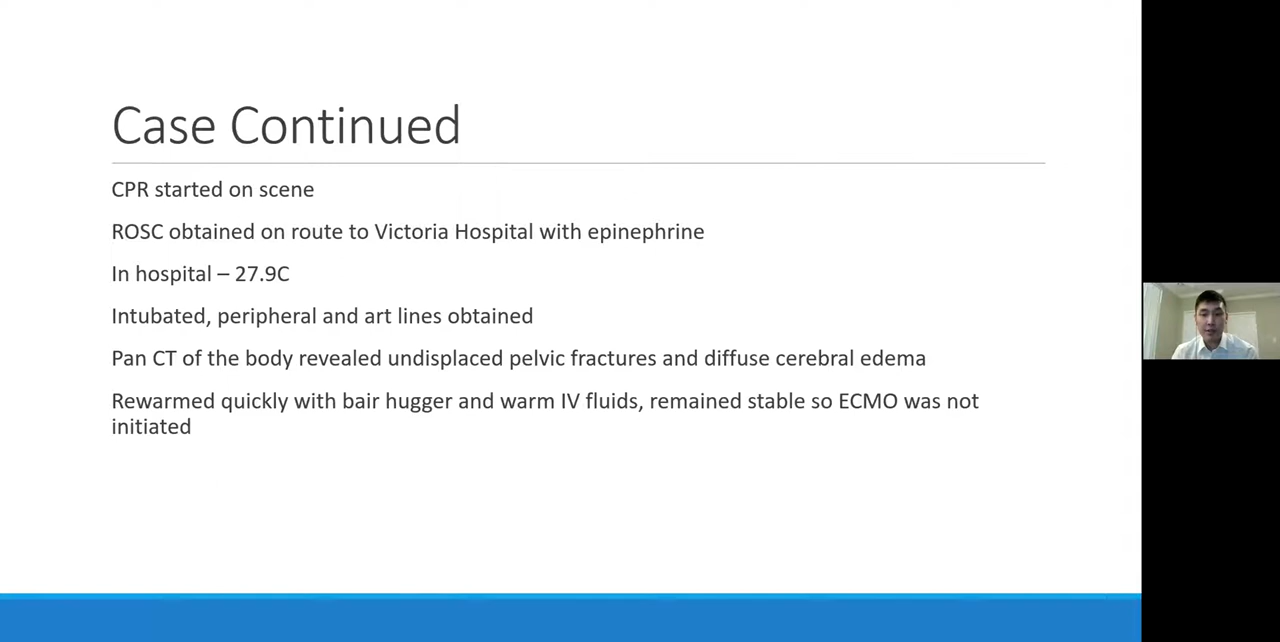 Case Continued
CPR started on scene
ROSC obtained on route to Victoria Hospital with epinephrine
In hospital – 27.9C
Intubated, peripheral and art lines obtained
Pan CT of the body revealed undisplaced pelvic fractures and diffuse cerebral edema
Rewarmed quickly with bair hugger and warm IV fluids, remained stable so ECMO was not
initiated